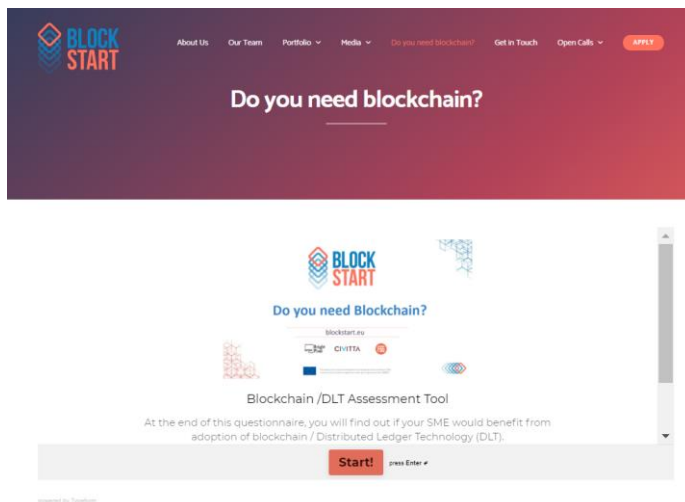 BLOCK
START
About Us Our Team Portfolio Media Do you need blockchain? Get in Touch Open Calls APPLY
Do you need blockchain?
BLOCK
START
Do you need Blockchain?
blockstart.eu
CIVITTA
Blockchain /DLT Assessment Tool
At the end of this questionnaire, you will find out if your SME would benefit from
adoption of blockchain / Distributed Ledger Technology (DLT).
Start! press Enter
powered by Typeform